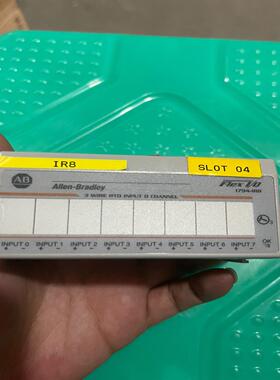 IR8 SLOT 04
AB Allen-Bradley Flex I/O
1794-IR8
3 WIRE RTD INPUT 8 CHANNEL
INPUT 0 INPUT 1 INPUT 2 INPUT 3 INPUT 4 INPUT 5 INPUT 6 INPUT 7
OK